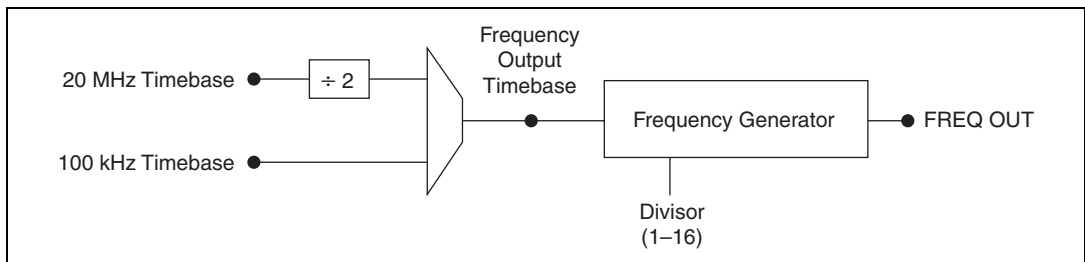 Frequency
Output
Timebase
20 MHz Timebase
÷ 2
Frequency Generator
FREQ OUT
100 kHz Timebase
Divisor
(1–16)